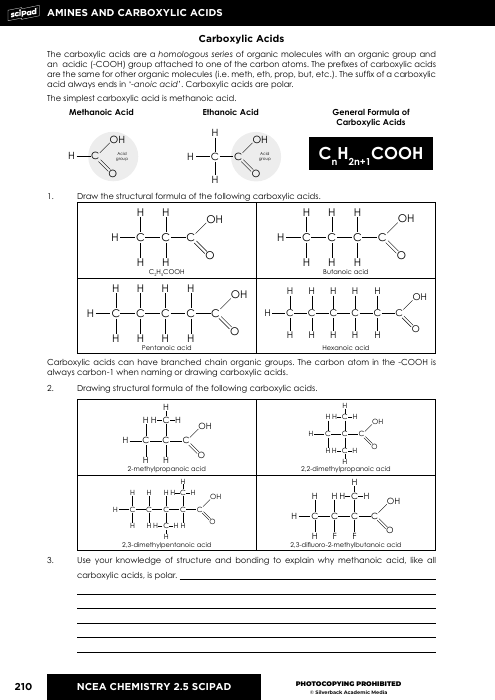 scipad AMINES AND CARBOXYLIC ACIDS
Carboxylic Acids
The carboxylic acids are a homologous series of organic molecules with an organic group and
an acidic (-COOH) group attached to one of the carbon atoms. The prefixes of carboxylic acids
are the same for other organic molecules (i.e. meth, eth, prop, but, etc.). The suffix of a carboxylic
acid always ends in ‘-anoic acid’. Carboxylic acids are polar.
The simplest carboxylic acid is methanoic acid.
Methanoic Acid
H C OH O
Acid group
Ethanoic Acid
H H C H C OH O
Acid group
General Formula of
Carboxylic Acids
CnH2n+1COOH
1. Draw the structural formula of the following carboxylic acids.
H H OH
H C C C
H H O
C2H5COOH
H H OH
H C C C
H H O
Butanoic acid
H H H H OH
H C C C C C
H H H H O
Pentanoic acid
H H H H OH
H C C C C C C
H H H H O
Hexanoic acid
Carboxylic acids can have branched chain organic groups. The carbon atom in the -COOH is
always carbon-1 when naming or drawing carboxylic acids.
2. Drawing structural formula of the following carboxylic acids.
H
H H C H OH
H C C C
H H O
2-methylpropanoic acid
H
H H C H OH
H C C C
H H C H O
H
2,2-dimethylpropanoic acid
H
H H H H C H OH
H C C C C C
H H H C H H O
H
2,3-dimethylpentanoic acid
H
H H H C H OH
H C C C C
H F F O
2,3-difluoro-2-methylbutanoic acid
3. Use your knowledge of structure and bonding to explain why methanoic acid, like all
carboxylic acids, is polar.
210 NCEA CHEMISTRY 2.5 SCIPAD PHOTOCOPYING PROHIBITED
© Silverback Academic Media